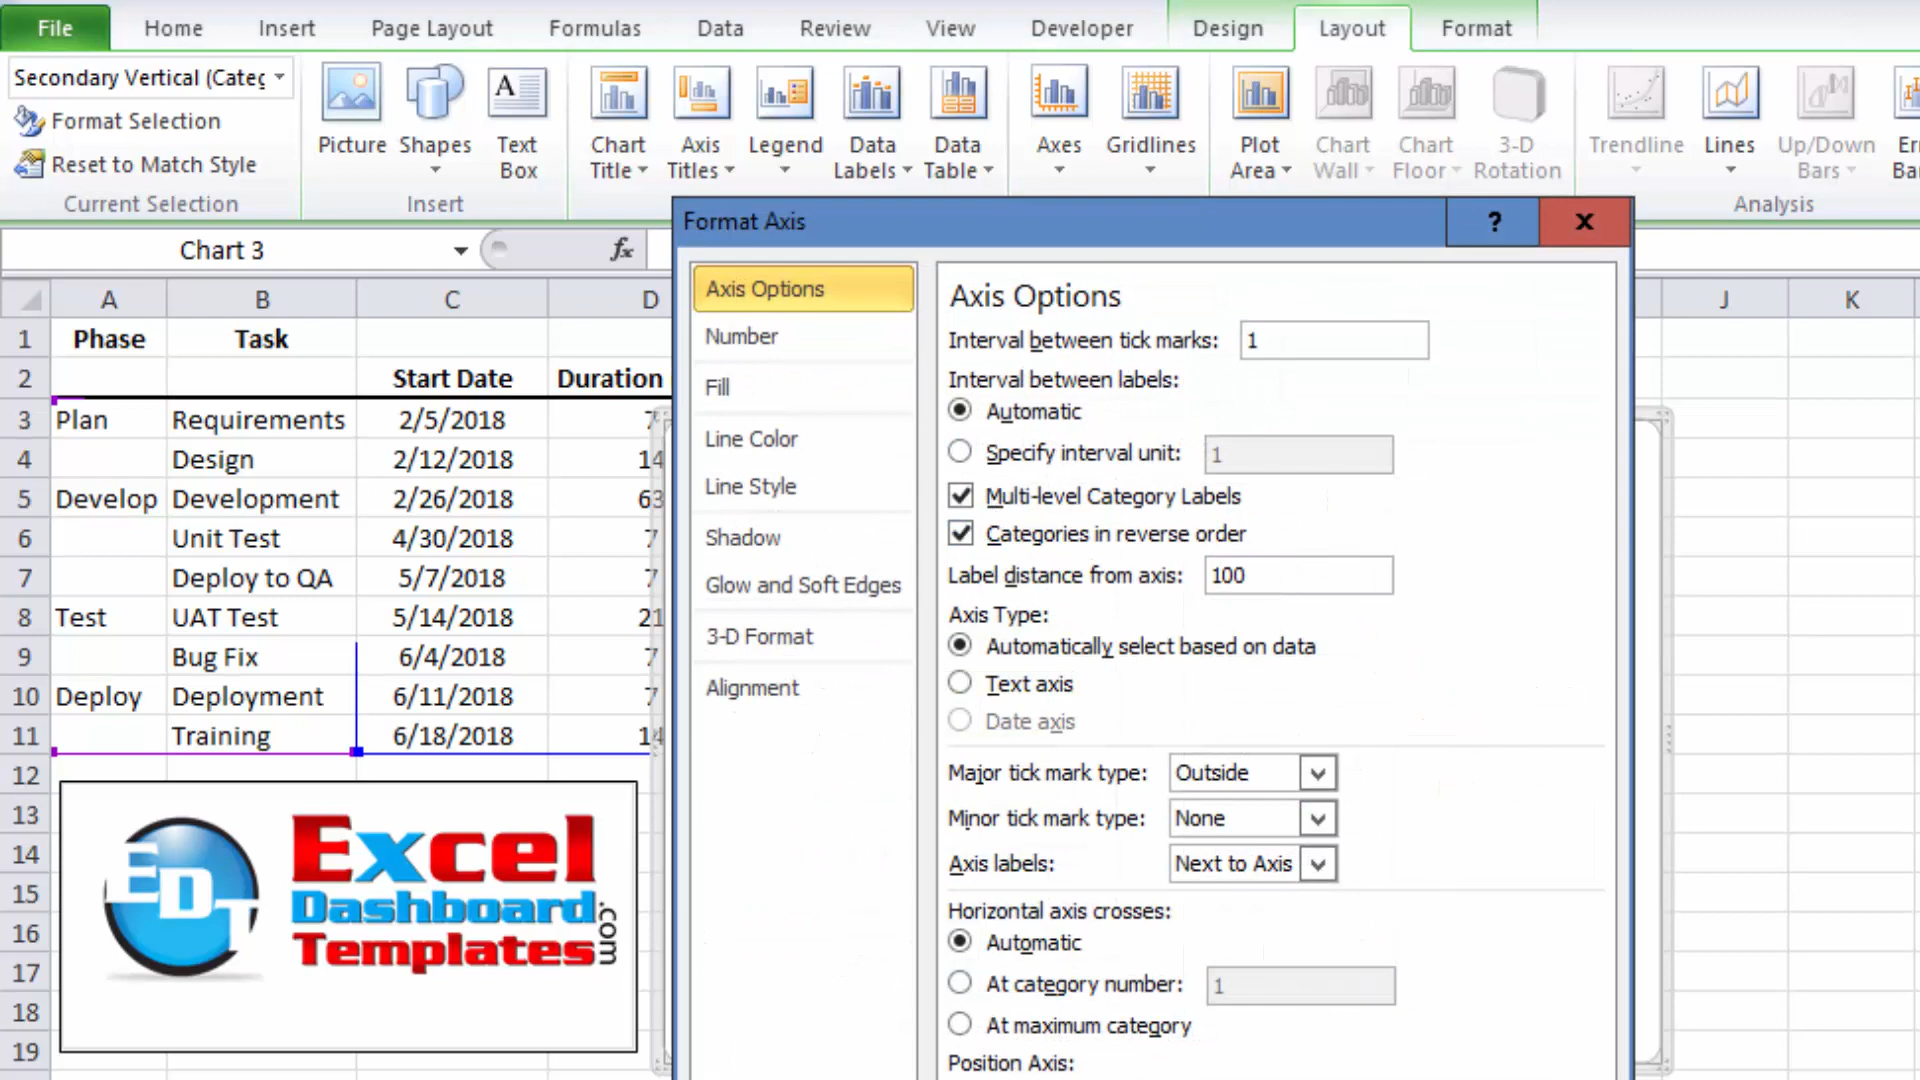 File Home Insert Page Layout Formulas Data Review View Developer Design Layout Format
Secondary Vertical (Categ
Format Selection
Reset to Match Style
Current Selection
Picture Shapes Text Box
Insert
Chart Title Axis Titles Legend Data Labels Data Table
Axes Gridlines
Plot Area Chart Wall Chart Floor 3-D Rotation
Trendline Lines Up/Down Bars
Analysis
Chart 3 fx
A B C D J K
1 Phase Task
2 Start Date Duration
3 Plan Requirements 2/5/2018 7
4 Design 2/12/2018 14
5 Develop Development 2/26/2018 63
6 Unit Test 4/30/2018 7
7 Deploy to QA 5/7/2018 7
8 Test UAT Test 5/14/2018 21
9 Bug Fix 6/4/2018 7
10 Deploy Deployment 6/11/2018 7
11 Training 6/18/2018 14
12
13
14
15
16
17
18
19
EDT
Excel
Dashboard
Templates
.com
Format Axis ? X
Axis Options
Number
Fill
Line Color
Line Style
Shadow
Glow and Soft Edges
3-D Format
Alignment
Axis Options
Interval between tick marks: 1
Interval between labels:
Automatic
Specify interval unit: 1
Multi-level Category Labels
Categories in reverse order
Label distance from axis: 100
Axis Type:
Automatically select based on data
Text axis
Date axis
Major tick mark type: Outside
Minor tick mark type: None
Axis labels: Next to Axis
Horizontal axis crosses:
Automatic
At category number: 1
At maximum category
Position Axis: